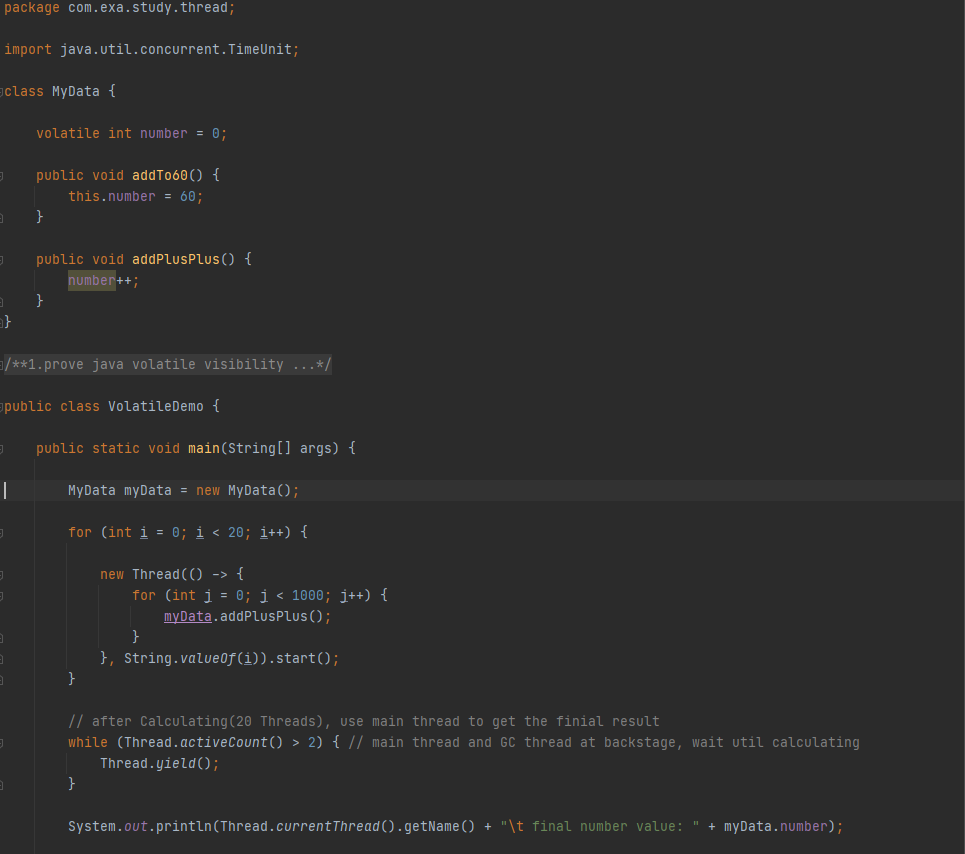 package com.exa.study.thread;
import java.util.concurrent.TimeUnit;
class MyData {
volatile int number = 0;
public void addTo60() {
this.number = 60;
}
public void addPlusPlus() {
number++;
}
}
/**1.prove java volatile visibility ...*/
public class VolatileDemo {
public static void main(String[] args) {
MyData myData = new MyData();
for (int i = 0; i < 20; i++) {
new Thread(() -> {
for (int j = 0; j < 1000; j++) {
myData.addPlusPlus();
}
}, String.valueOf(i)).start();
}
// after Calculating(20 Threads), use main thread to get the finial result
while (Thread.activeCount() > 2) { // main thread and GC thread at backstage, wait util calculating
Thread.yield();
}
System.out.println(Thread.currentThread().getName() + "\t final number value: " + myData.number);